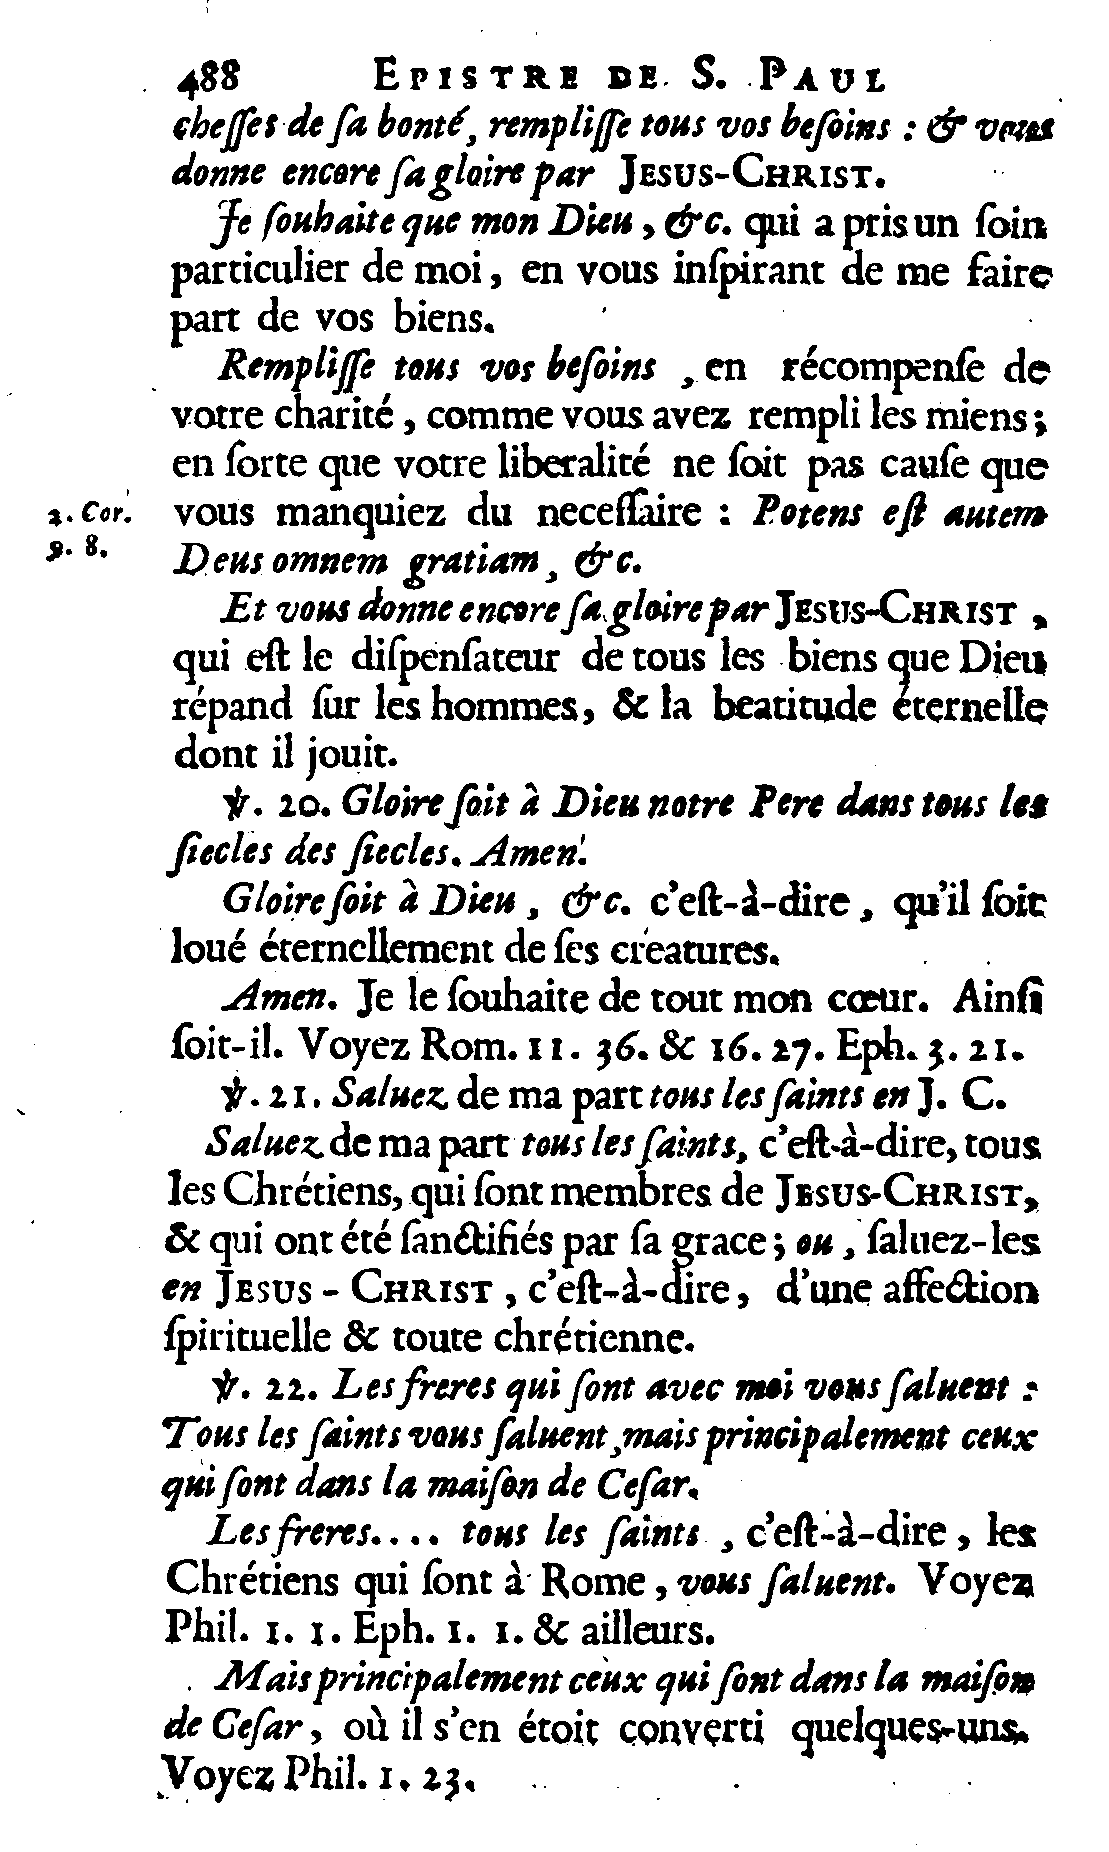 488 EPISTRE DE S. PAUL
cheſſes de ſa bonté, rempliſſe tous vos beſoins : & vous
donne encore ſa gloire par JESUS-CHRIST.
Je ſouhaite que mon Dieu, &c. qui a pris un ſoin
particulier de moi, en vous inſpirant de me faire
part de vos biens.
Rempliſſe tous vos beſoins, en récompenſe de
votre charité, comme vous avez rempli les miens;
en ſorte que votre liberalité ne ſoit pas cauſe que
2. Cor. vous manquiez du neceſſaire : Potens eſt autem
9. 8. Deus omnem gratiam, &c.
Et vous donne encore ſa gloire par JESUS-CHRIST,
qui eſt le diſpenſateur de tous les biens que Dieu
répand ſur les hommes, & la beatitude éternelle
dont il jouit.
℣. 20. Gloire ſoit à Dieu notre Pere dans tous les
ſiecles des ſiecles. Amen.
Gloire ſoit à Dieu, &c. c'eſt-à-dire, qu'il ſoit
loué éternellement de ſes créatures.
Amen. Je le ſouhaite de tout mon cœur. Ainſi
ſoit-il. Voyez Rom. 11. 36. & 16. 27. Eph. 3. 21.
℣. 21. Saluez de ma part tous les ſaints en J. C.
Saluez de ma part tous les ſaints, c'eſt-à-dire, tous
les Chrétiens, qui ſont membres de JESUS-CHRIST,
& qui ont été ſanctifiés par ſa grace; ou, ſaluez-les
en JESUS-CHRIST, c'eſt-à-dire, d'une affection
ſpirituelle & toute chrétienne.
℣. 22. Les freres qui ſont avec moi vous ſaluent :
Tous les ſaints vous ſaluent, mais principalement ceux
qui ſont dans la maiſon de Ceſar.
Les freres.... tous les ſaints, c'eſt-à-dire, les
Chrétiens qui ſont à Rome, vous ſaluent. Voyez
Phil. 1. 1. Eph. 1. 1. & ailleurs.
Mais principalement ceux qui ſont dans la maiſon
de Ceſar, où il s'en étoit converti quelques-uns.
Voyez Phil. 1. 23.